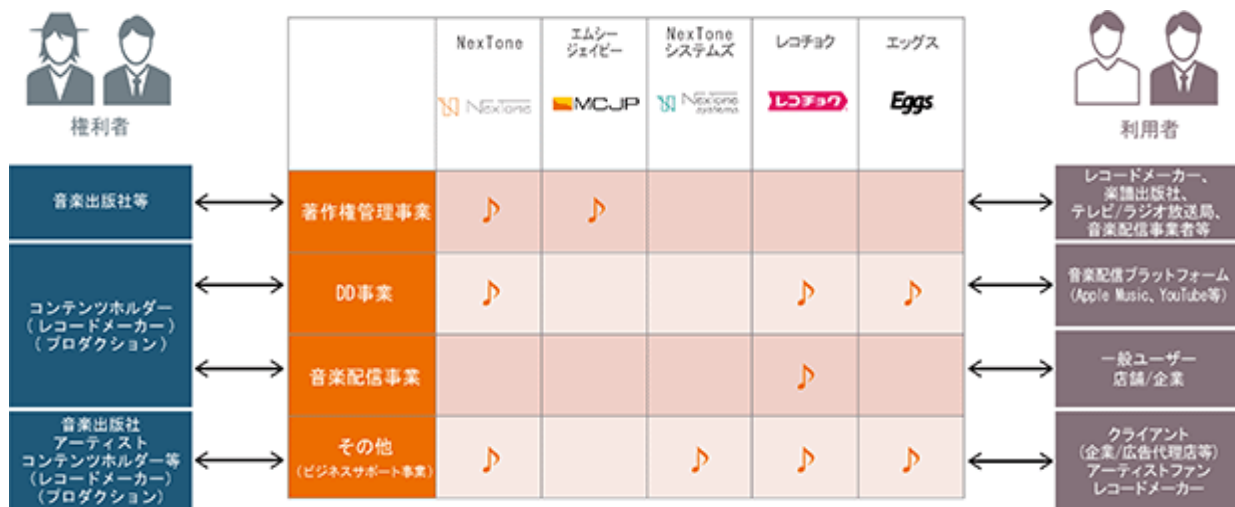 NexTone
エムシー
ジェイピー
NexTone
システムズ
レコチョク
エッグス
NexTone
MCJP
NexTone
systems
レコチョク
Eggs
権利者
利用者
音楽出版社等
著作権管理事業
♪
♪
レコードメーカー、
楽譜出版社、
テレビ/ラジオ放送局、
音楽配信事業者等
コンテンツホルダー
(レコードメーカー)
(プロダクション)
DD事業
♪
♪
♪
音楽配信プラットフォーム
(Apple Music、YouTube等)
音楽配信事業
♪
一般ユーザー
店舗/企業
音楽出版社
アーティスト
コンテンツホルダー等
(レコードメーカー)
(プロダクション)
その他
(ビジネスサポート事業)
♪
♪
♪
♪
クライアント
(企業/広告代理店等)
アーティストファン
レコードメーカー